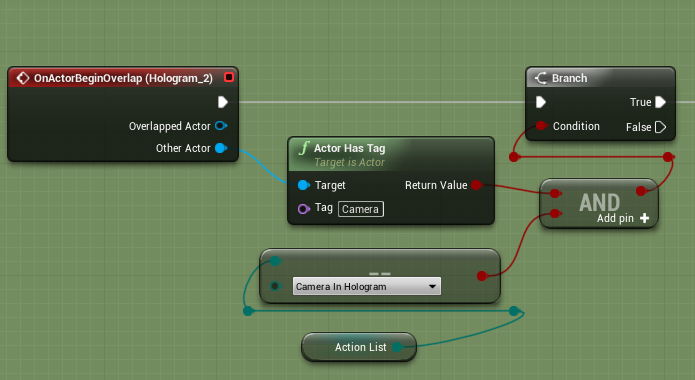 OnActorBeginOverlap (Hologram_2)
Overlapped Actor
Other Actor
f Actor Has Tag
Target is Actor
Target
Return Value
Tag Camera
Branch
True
Condition
False
AND
Add pin +
==
Camera In Hologram
Action List